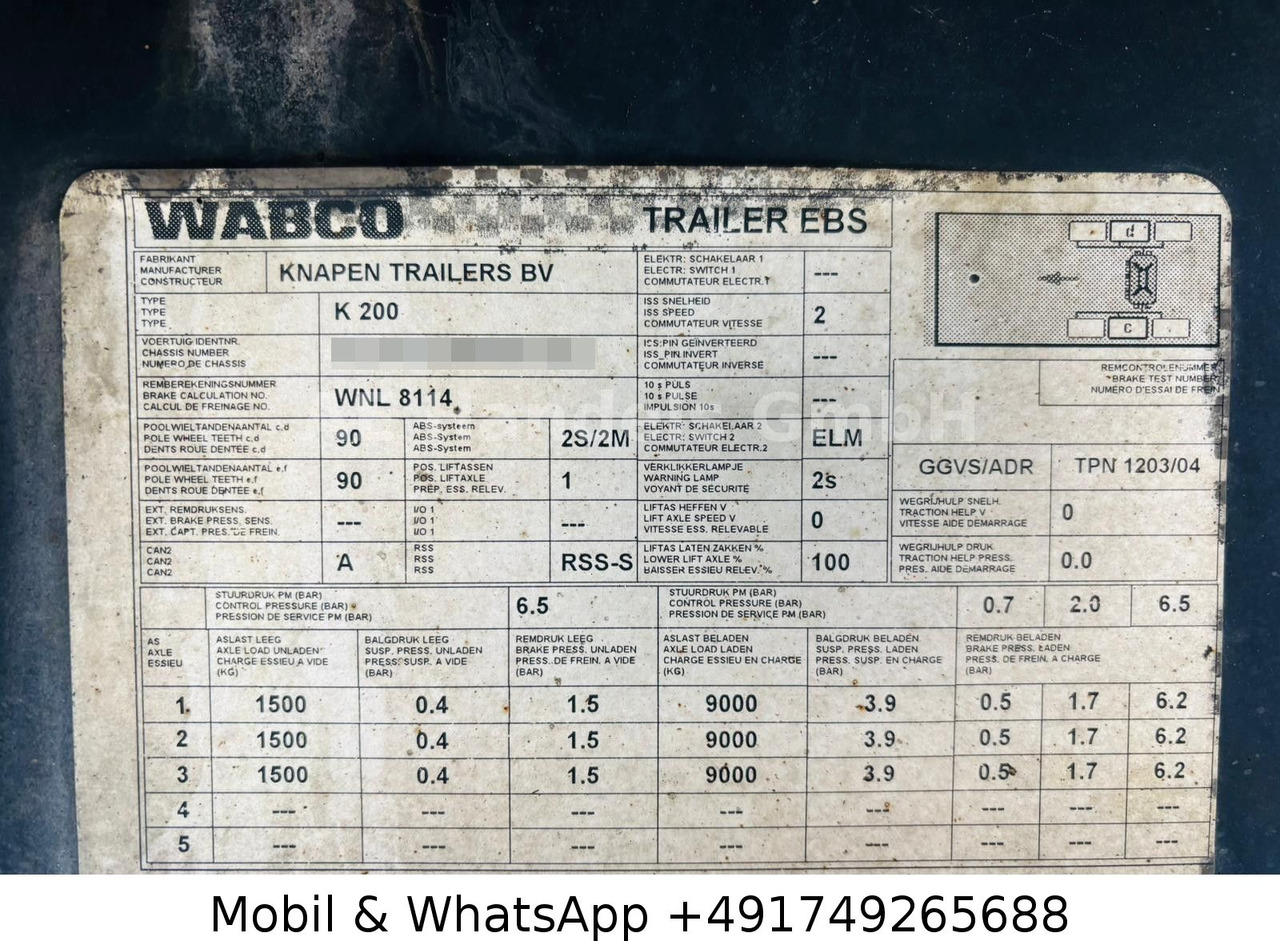 WABCO TRAILER EBS
FABRIKANT
MANUFACTURER
CONSTRUCTEUR
KNAPEN TRAILERS BV
ELEKTR: SCHAKELAAR 1
ELECTR: SWITCH 1
COMMUTATEUR ELECTR.1
---
TYPE
TYPE
TYPE
K 200
ISS SNELHEID
ISS SPEED
COMMUTATEUR VITESSE
2
VOERTUIG IDENTNR.
CHASSIS NUMBER
NUMERO DE CHASSIS
ICS:PIN GEINVERTEERD
ISS_PIN.INVERT
COMMUTATEUR INVERSE
---
REMBEREKENINGSNUMMER
BRAKE CALCULATION NO.
CALCUL DE FREINAGE NO.
WNL 8114
10 s PULS
10 s PULSE
IMPULSION 10s
---
REMCONTROLENUMMER
BRAKE TEST NUMBER
NUMERO D'ESSAI DE FREIN
POOLWIELTANDENAANTAL c.d
POLE WHEEL TEETH c.d
DENTS ROUE DENTEE c.d
90
ABS-systeem
ABS-System
ABS-System
2S/2M
ELEKTR: SCHAKELAAR 2
ELECTR: SWITCH 2
COMMUTATEUR ELECTR.2
ELM
GmbH
POOLWIELTANDENAANTAL e.f
POLE WHEEL TEETH e.f
DENTS ROUE DENTEE e.f
90
POS. LIFTASSEN
POS. LIFTAXLE
PREP. ESS. RELEV.
1
VERKLIKKERLAMPJE
WARNING LAMP
VOYANT DE SECURITE
2s
GGVS/ADR TPN 1203/04
EXT. REMDRUKSENS.
EXT. BRAKE PRESS. SENS.
EXT. CAPT. PRES. DE FREIN.
---
I/O 1
I/O 1
I/O 1
---
LIFTAS HEFFEN V
LIFT AXLE SPEED V
VITESSE ESS. RELEVABLE
0
WEGRIJHULP SNELH.
TRACTION HELP V
VITESSE AIDE DEMARRAGE
0
CAN2
CAN2
CAN2
A
RSS
RSS
RSS
RSS-S
LIFTAS LATEN ZAKKEN %
LOWER LIFT AXLE %
BAISSER ESSIEU RELEV. %
100
WEGRIJHULP DRUK
TRACTION HELP PRESS.
PRES. AIDE DEMARRAGE
0.0
STUURDRUK PM (BAR)
CONTROL PRESSURE (BAR)
PRESSION DE SERVICE PM (BAR)
6.5
STUURDRUK PM (BAR)
CONTROL PRESSURE (BAR)
PRESSION DE SERVICE PM (BAR)
0.7 2.0 6.5
AS
AXLE
ESSIEU
ASLAST LEEG
AXLE LOAD UNLADEN
CHARGE ESSIEU A VIDE
(KG)
BALGDRUK LEEG
SUSP. PRESS. UNLADEN
PRESS. SUSP. A VIDE
(BAR)
REMDRUK LEEG
BRAKE PRESS. UNLADEN
PRESS. DE FREIN. A VIDE
(BAR)
ASLAST BELADEN
AXLE LOAD LADEN
CHARGE ESSIEU EN CHARGE
(KG)
BALGDRUK BELADEN
SUSP. PRESS. LADEN
PRESS. SUSP. EN CHARGE
(BAR)
REMDRUK BELADEN
BRAKE PRESS. LADEN
PRESS. DE FREIN. A CHARGE
(BAR)
1 1500 0.4 1.5 9000 3.9 0.5 1.7 6.2
2 1500 0.4 1.5 9000 3.9 0.5 1.7 6.2
3 1500 0.4 1.5 9000 3.9 0.5 1.7 6.2
4 --- --- --- --- --- --- --- ---
5 --- --- --- --- --- --- --- ---
Mobil & WhatsApp +491749265688